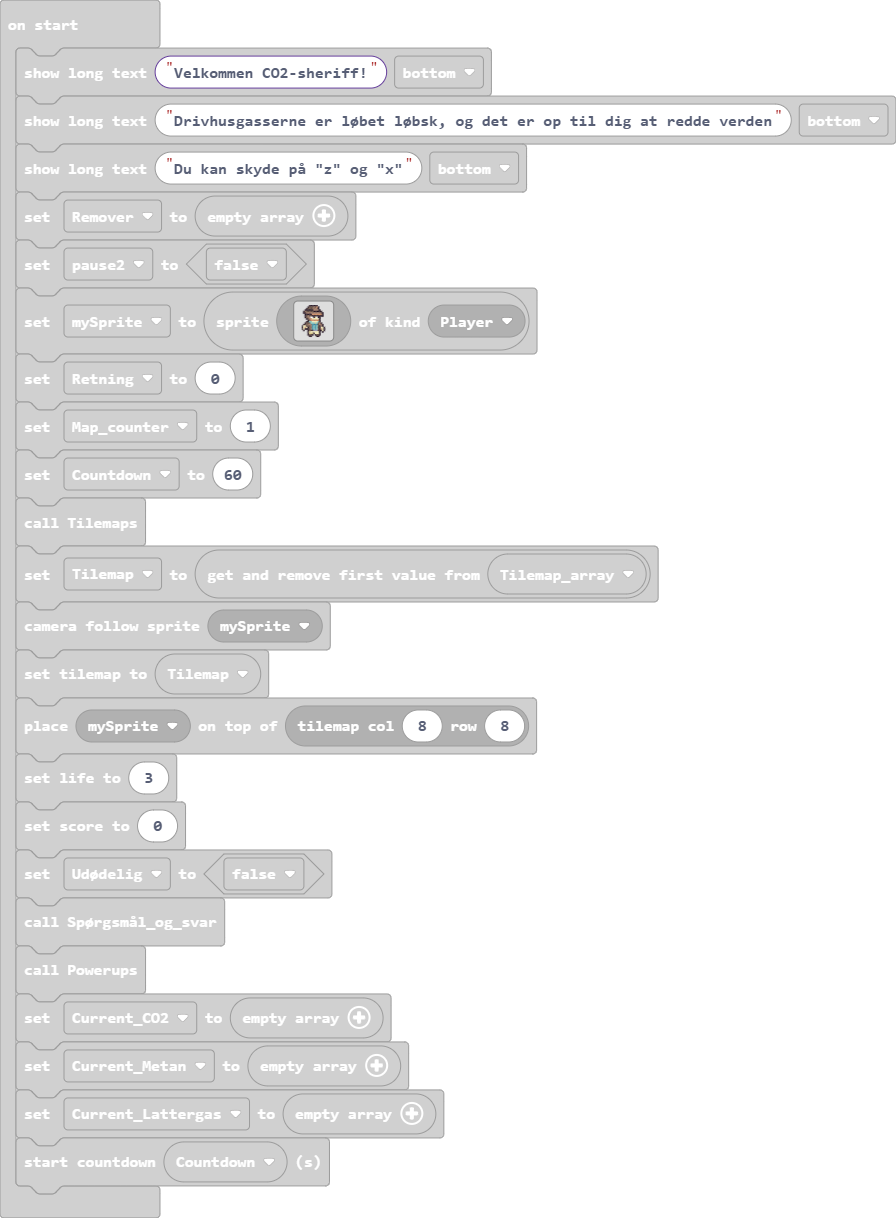 on start
show long text "Velkommen CO2-sheriff!" bottom
show long text "Drivhusgasserne er løbet løbsk, og det er op til dig at redde verden" bottom
show long text "Du kan skyde på "z" og "x"" bottom
set Remover to empty array
set pause2 to false
set mySprite to sprite of kind Player
set Retning to 0
set Map_counter to 1
set Countdown to 60
call Tilemaps
set Tilemap to get and remove first value from Tilemap_array
camera follow sprite mySprite
set tilemap to Tilemap
place mySprite on top of tilemap col 8 row 8
set life to 3
set score to 0
set Udødelig to false
call Spørgsmål_og_svar
call Powerups
set Current_CO2 to empty array
set Current_Metan to empty array
set Current_Lattergas to empty array
start countdown Countdown (s)